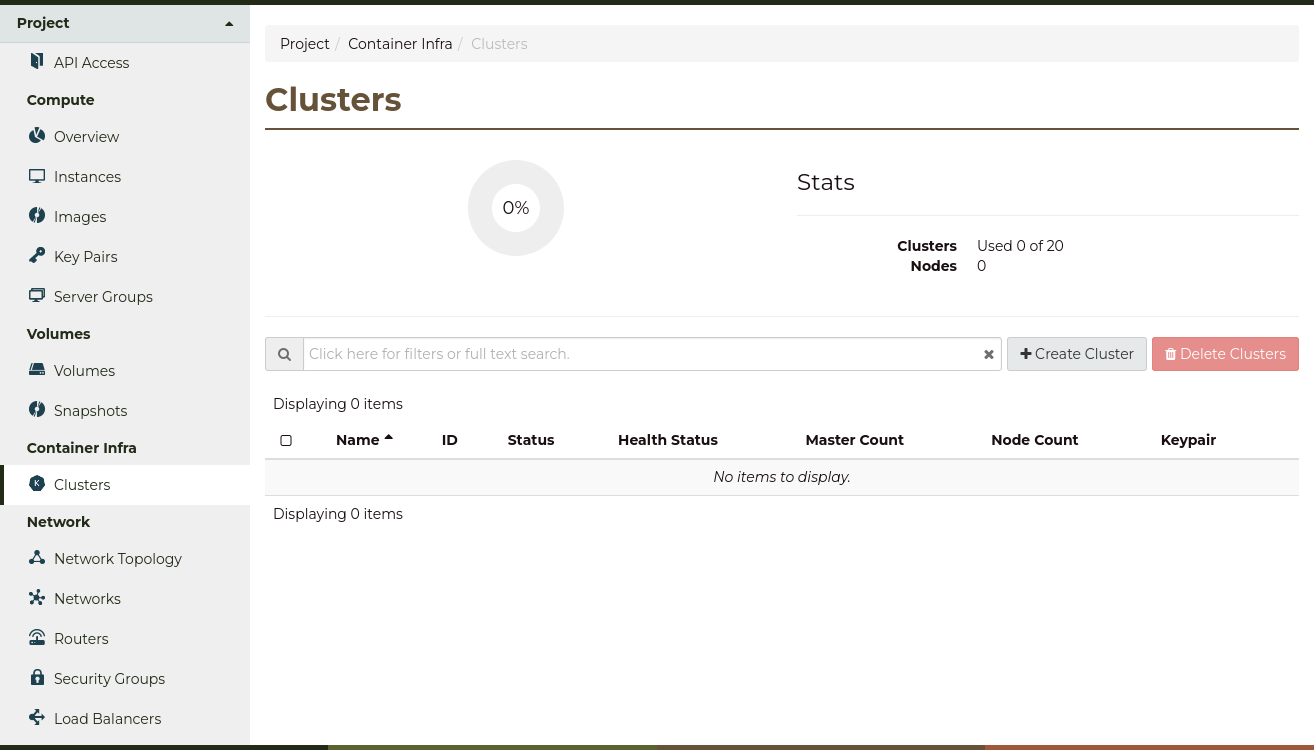 Project
API Access
Compute
Overview
Instances
Images
Key Pairs
Server Groups
Volumes
Volumes
Snapshots
Container Infra
K
Clusters
Network
Network Topology
Networks
Routers
Security Groups
Load Balancers
Project / Container Infra / Clusters
Clusters
0%
Stats
Clusters Used 0 of 20
Nodes 0
Click here for filters or full text search.
Create Cluster
Delete Clusters
Displaying 0 items
Name ID Status Health Status Master Count Node Count Keypair
No items to display.
Displaying 0 items